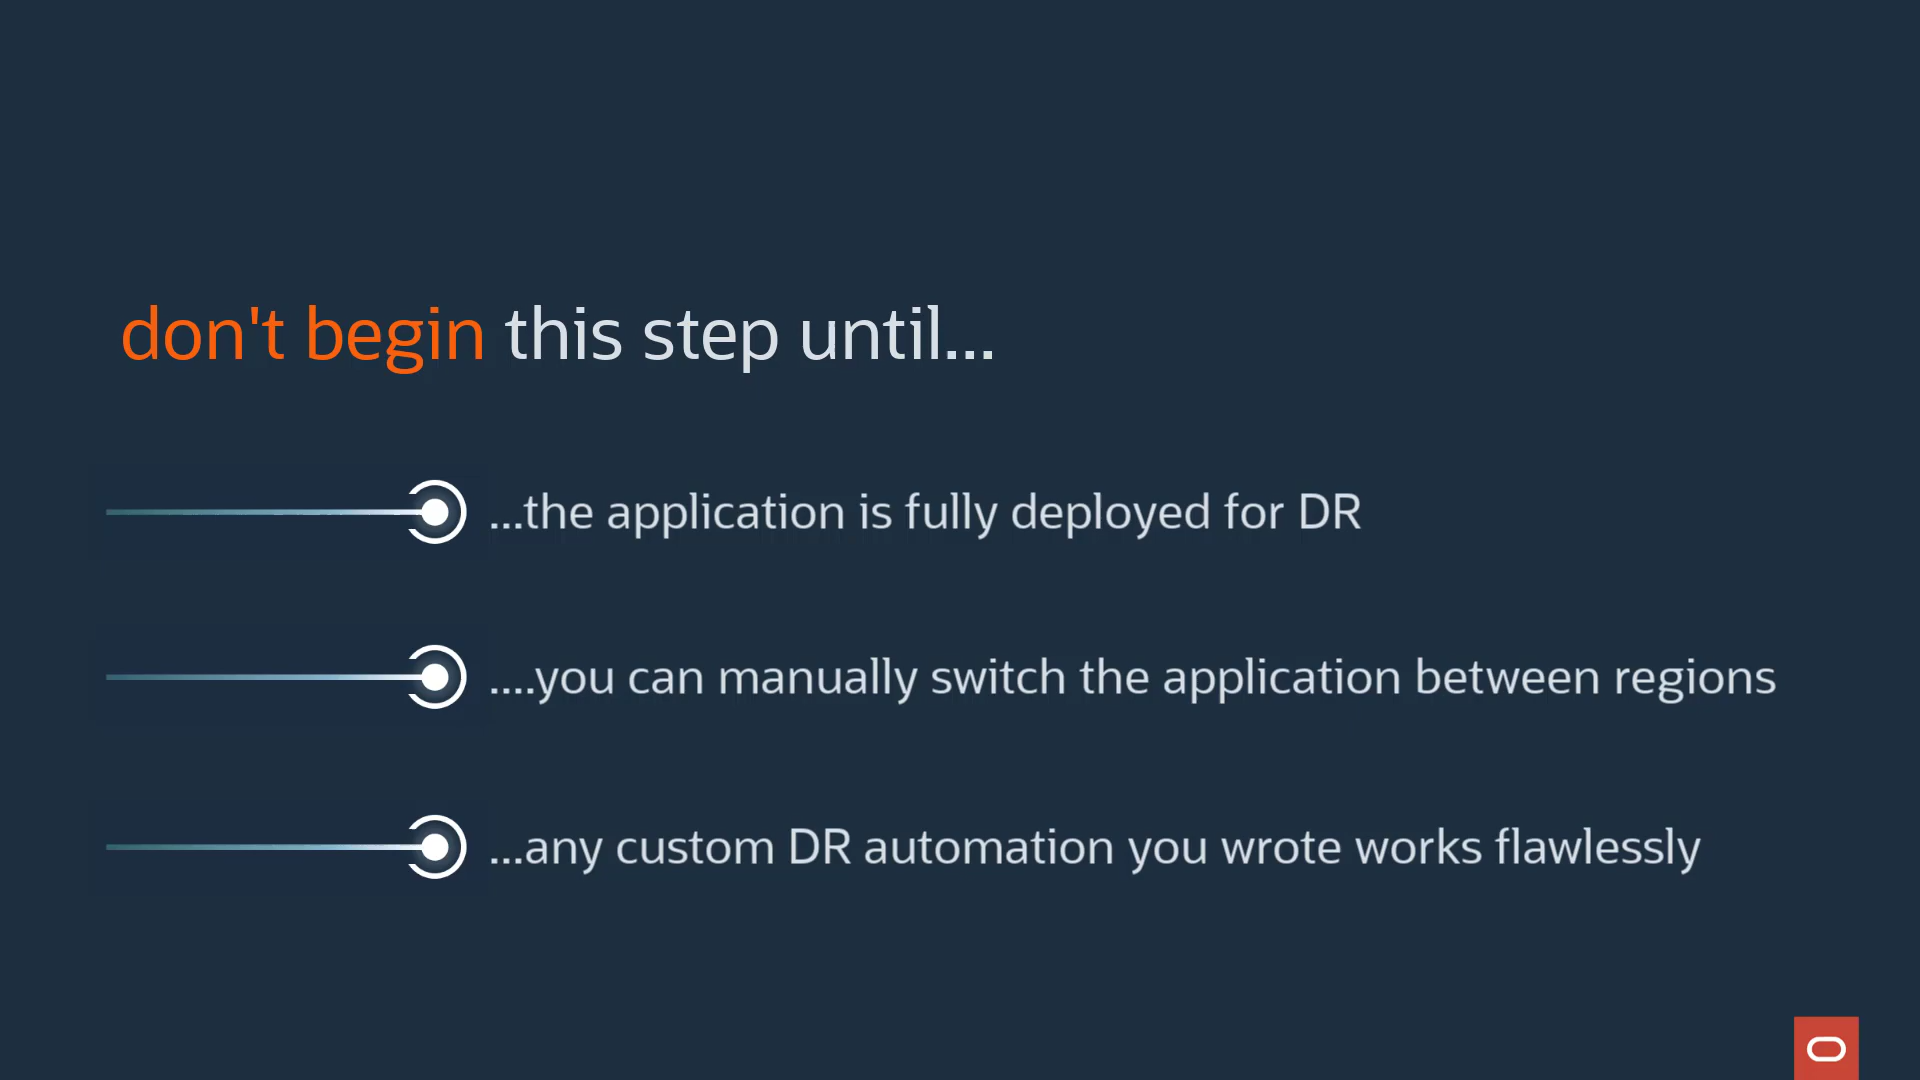 don't begin this step until...
...the application is fully deployed for DR
....you can manually switch the application between regions
...any custom DR automation you wrote works flawlessly